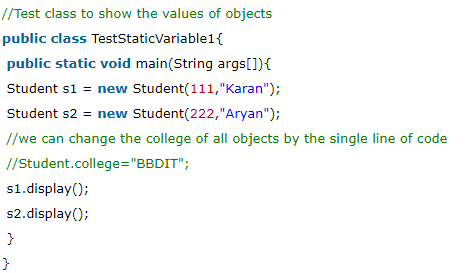 //Test class to show the values of objects
public class TestStaticVariable1{
public static void main(String args[]){
Student s1 = new Student(111,"Karan");
Student s2 = new Student(222,"Aryan");
//we can change the college of all objects by the single line of code
//Student.college="BBDIT";
s1.display();
s2.display();
}
}